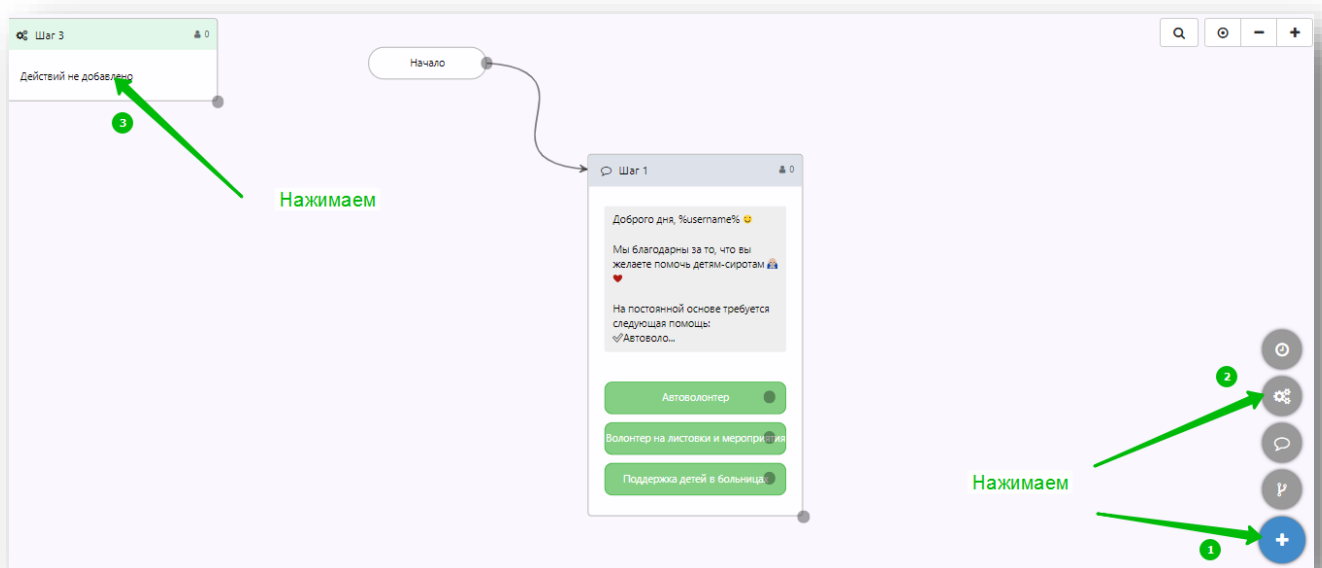 Шаг 3
0
Действий не добавлено
3
Нажимаем
Начало
Шаг 1
0
Доброго дня, %username%
Мы благодарны за то, что вы
желаете помочь детям-сиротам
На постоянной основе требуется
следующая помощь:
Автоволо...
Автоволонтер
Волонтер на листовки и мероприятия
Поддержка детей в больницах
2
Нажимаем
1